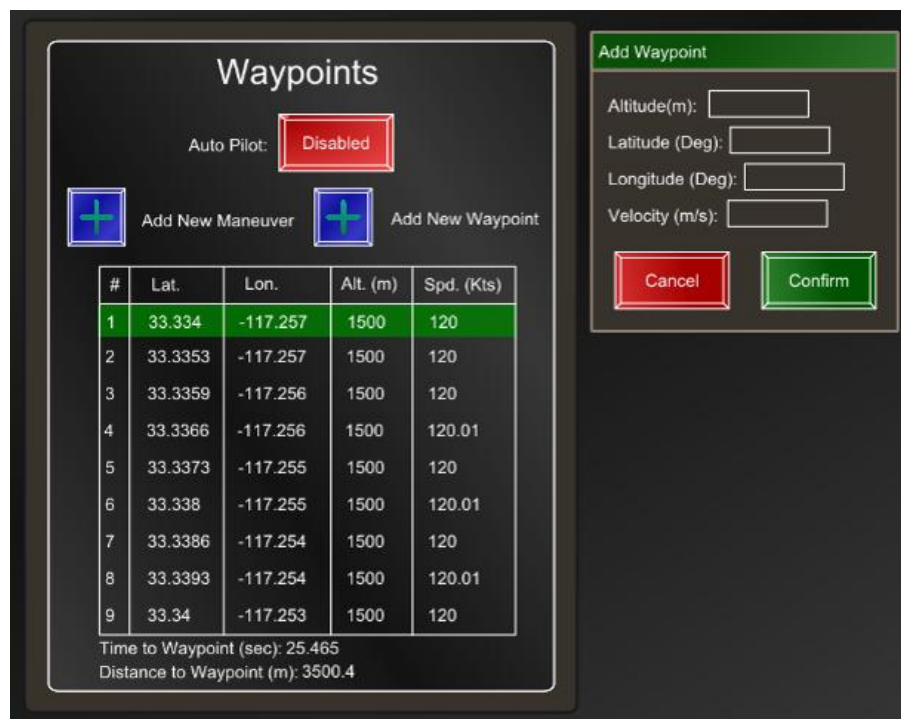 Waypoints
Auto Pilot: Disabled
Add New Maneuver Add New Waypoint
# Lat. Lon. Alt. (m) Spd. (Kts)
1 33.334 -117.257 1500 120
2 33.3353 -117.257 1500 120
3 33.3359 -117.256 1500 120
4 33.3366 -117.256 1500 120.01
5 33.3373 -117.255 1500 120
6 33.338 -117.255 1500 120.01
7 33.3386 -117.254 1500 120
8 33.3393 -117.254 1500 120.01
9 33.34 -117.253 1500 120
Time to Waypoint (sec): 25.465
Distance to Waypoint (m): 3500.4
Add Waypoint
Altitude(m):
Latitude (Deg):
Longitude (Deg):
Velocity (m/s):
Cancel Confirm